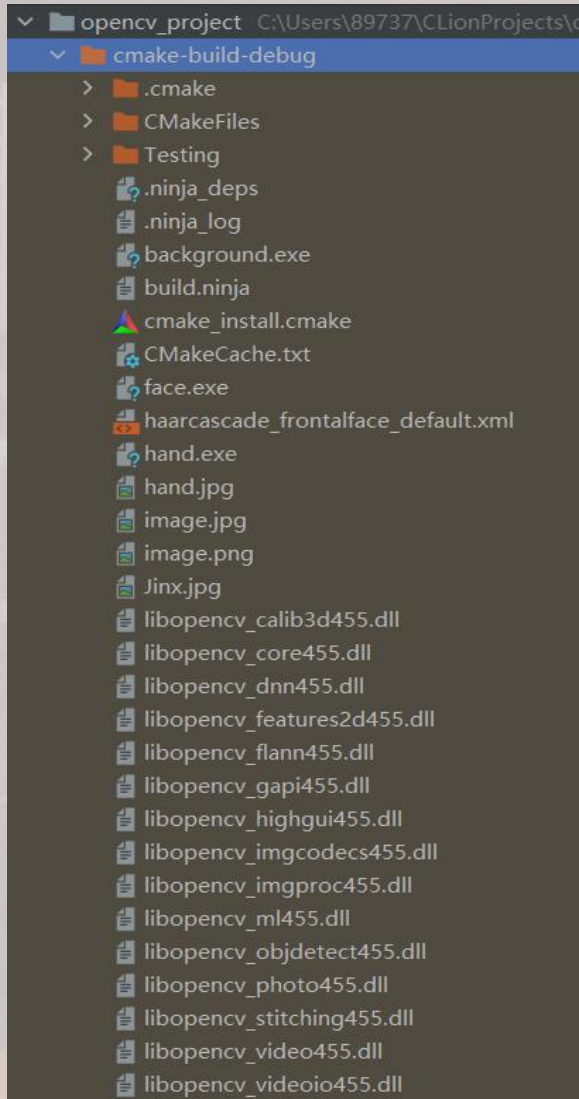 opencv_project C:\Users\89737\CLionProjects\
cmake-build-debug
.cmake
CMakeFiles
Testing
.ninja_deps
.ninja_log
background.exe
build.ninja
cmake_install.cmake
CMakeCache.txt
face.exe
haarcascade_frontalface_default.xml
hand.exe
hand.jpg
image.jpg
image.png
Jinx.jpg
libopencv_calib3d455.dll
libopencv_core455.dll
libopencv_dnn455.dll
libopencv_features2d455.dll
libopencv_flann455.dll
libopencv_gapi455.dll
libopencv_highgui455.dll
libopencv_imgcodecs455.dll
libopencv_imgproc455.dll
libopencv_ml455.dll
libopencv_objdetect455.dll
libopencv_photo455.dll
libopencv_stitching455.dll
libopencv_video455.dll
libopencv_videoio455.dll